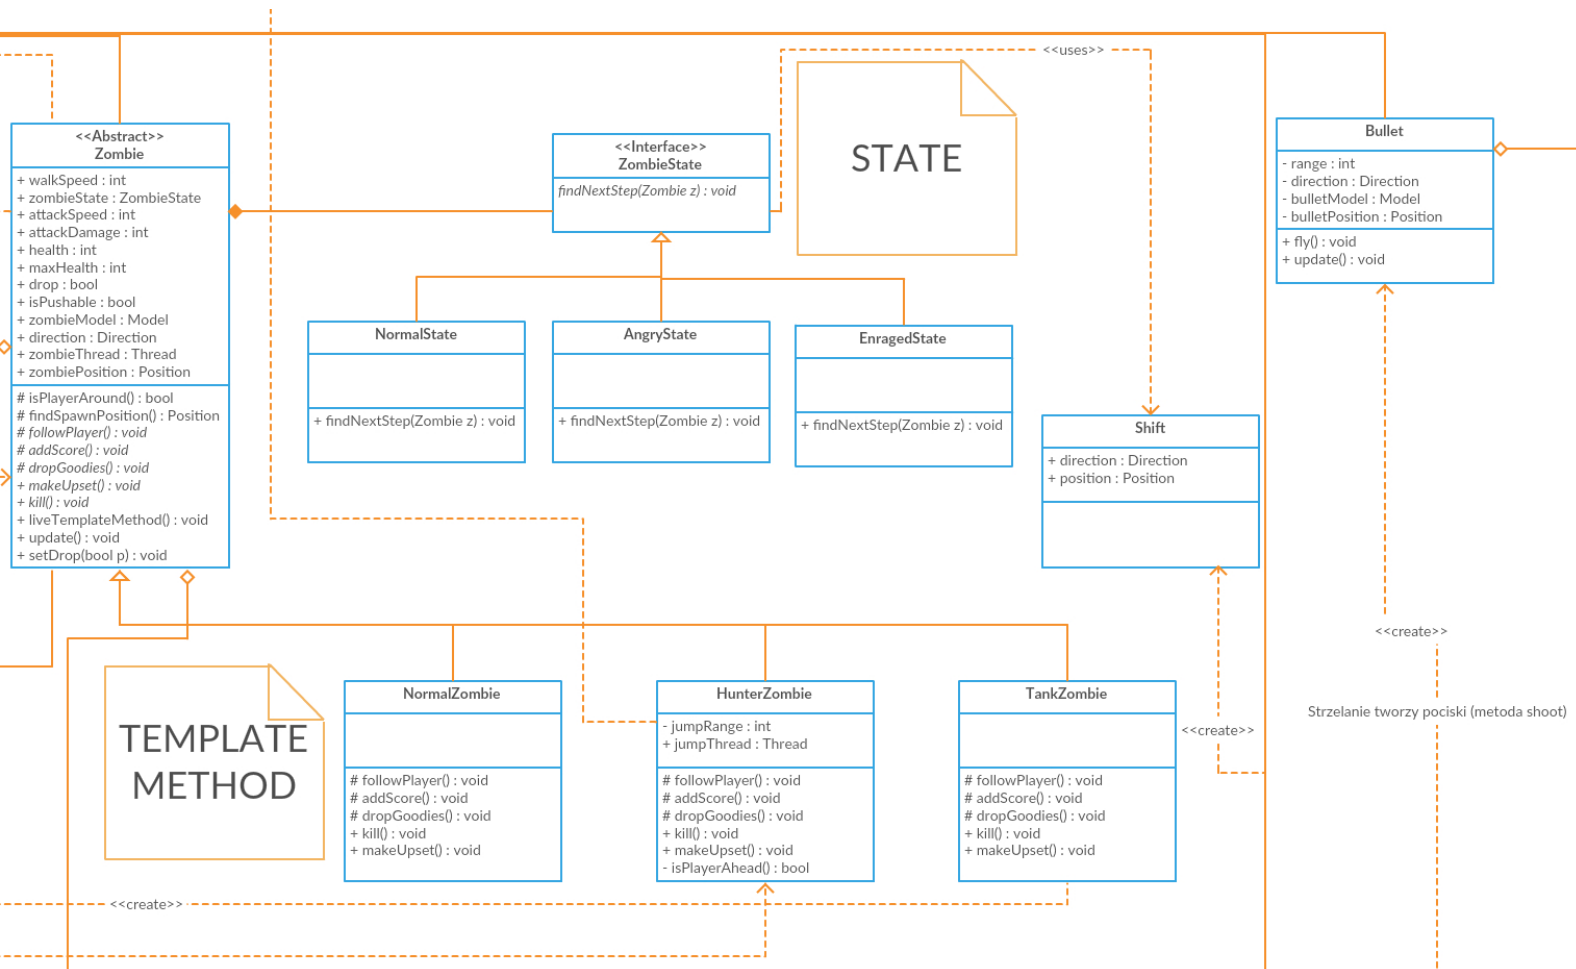 <<Abstract>>
Zombie
+ walkSpeed : int
+ zombieState : ZombieState
+ attackSpeed : int
+ attackDamage : int
+ health : int
+ maxHealth : int
+ drop : bool
+ isPushable : bool
+ zombieModel : Model
+ direction : Direction
+ zombieThread : Thread
+ zombiePosition : Position
# isPlayerAround() : bool
# findSpawnPosition() : Position
# followPlayer() : void
# addScore() : void
# dropGoodies() : void
+ makeUpset() : void
+ kill() : void
+ liveTemplateMethod() : void
+ update() : void
+ setDrop(bool p) : void
<<Interface>>
ZombieState
findNextStep(Zombie z) : void
STATE
<<uses>>
Bullet
- range : int
- direction : Direction
- bulletModel : Model
- bulletPosition : Position
+ fly() : void
+ update() : void
NormalState
+ findNextStep(Zombie z) : void
AngryState
+ findNextStep(Zombie z) : void
EnragedState
+ findNextStep(Zombie z) : void
Shift
+ direction : Direction
+ position : Position
<<create>>
Strzelanie tworzy pociski (metoda shoot)
TEMPLATE
METHOD
NormalZombie
# followPlayer() : void
# addScore() : void
# dropGoodies() : void
+ kill() : void
+ makeUpset() : void
HunterZombie
- jumpRange : int
+ jumpThread : Thread
# followPlayer() : void
# addScore() : void
# dropGoodies() : void
+ kill() : void
+ makeUpset() : void
- isPlayerAhead() : bool
TankZombie
# followPlayer() : void
# addScore() : void
# dropGoodies() : void
+ kill() : void
+ makeUpset() : void
<<create>>
<<create>>